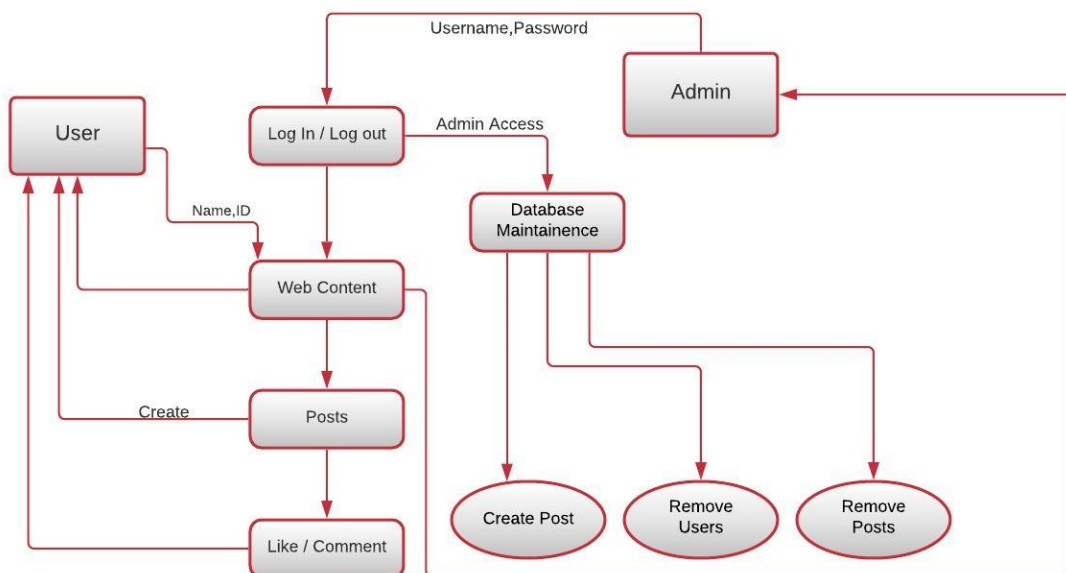 Username,Password
Admin
User
Log In / Log out
Admin Access
Name,ID
Database
Maintainence
Web Content
Create
Posts
Like / Comment
Create Post
Remove
Users
Remove
Posts